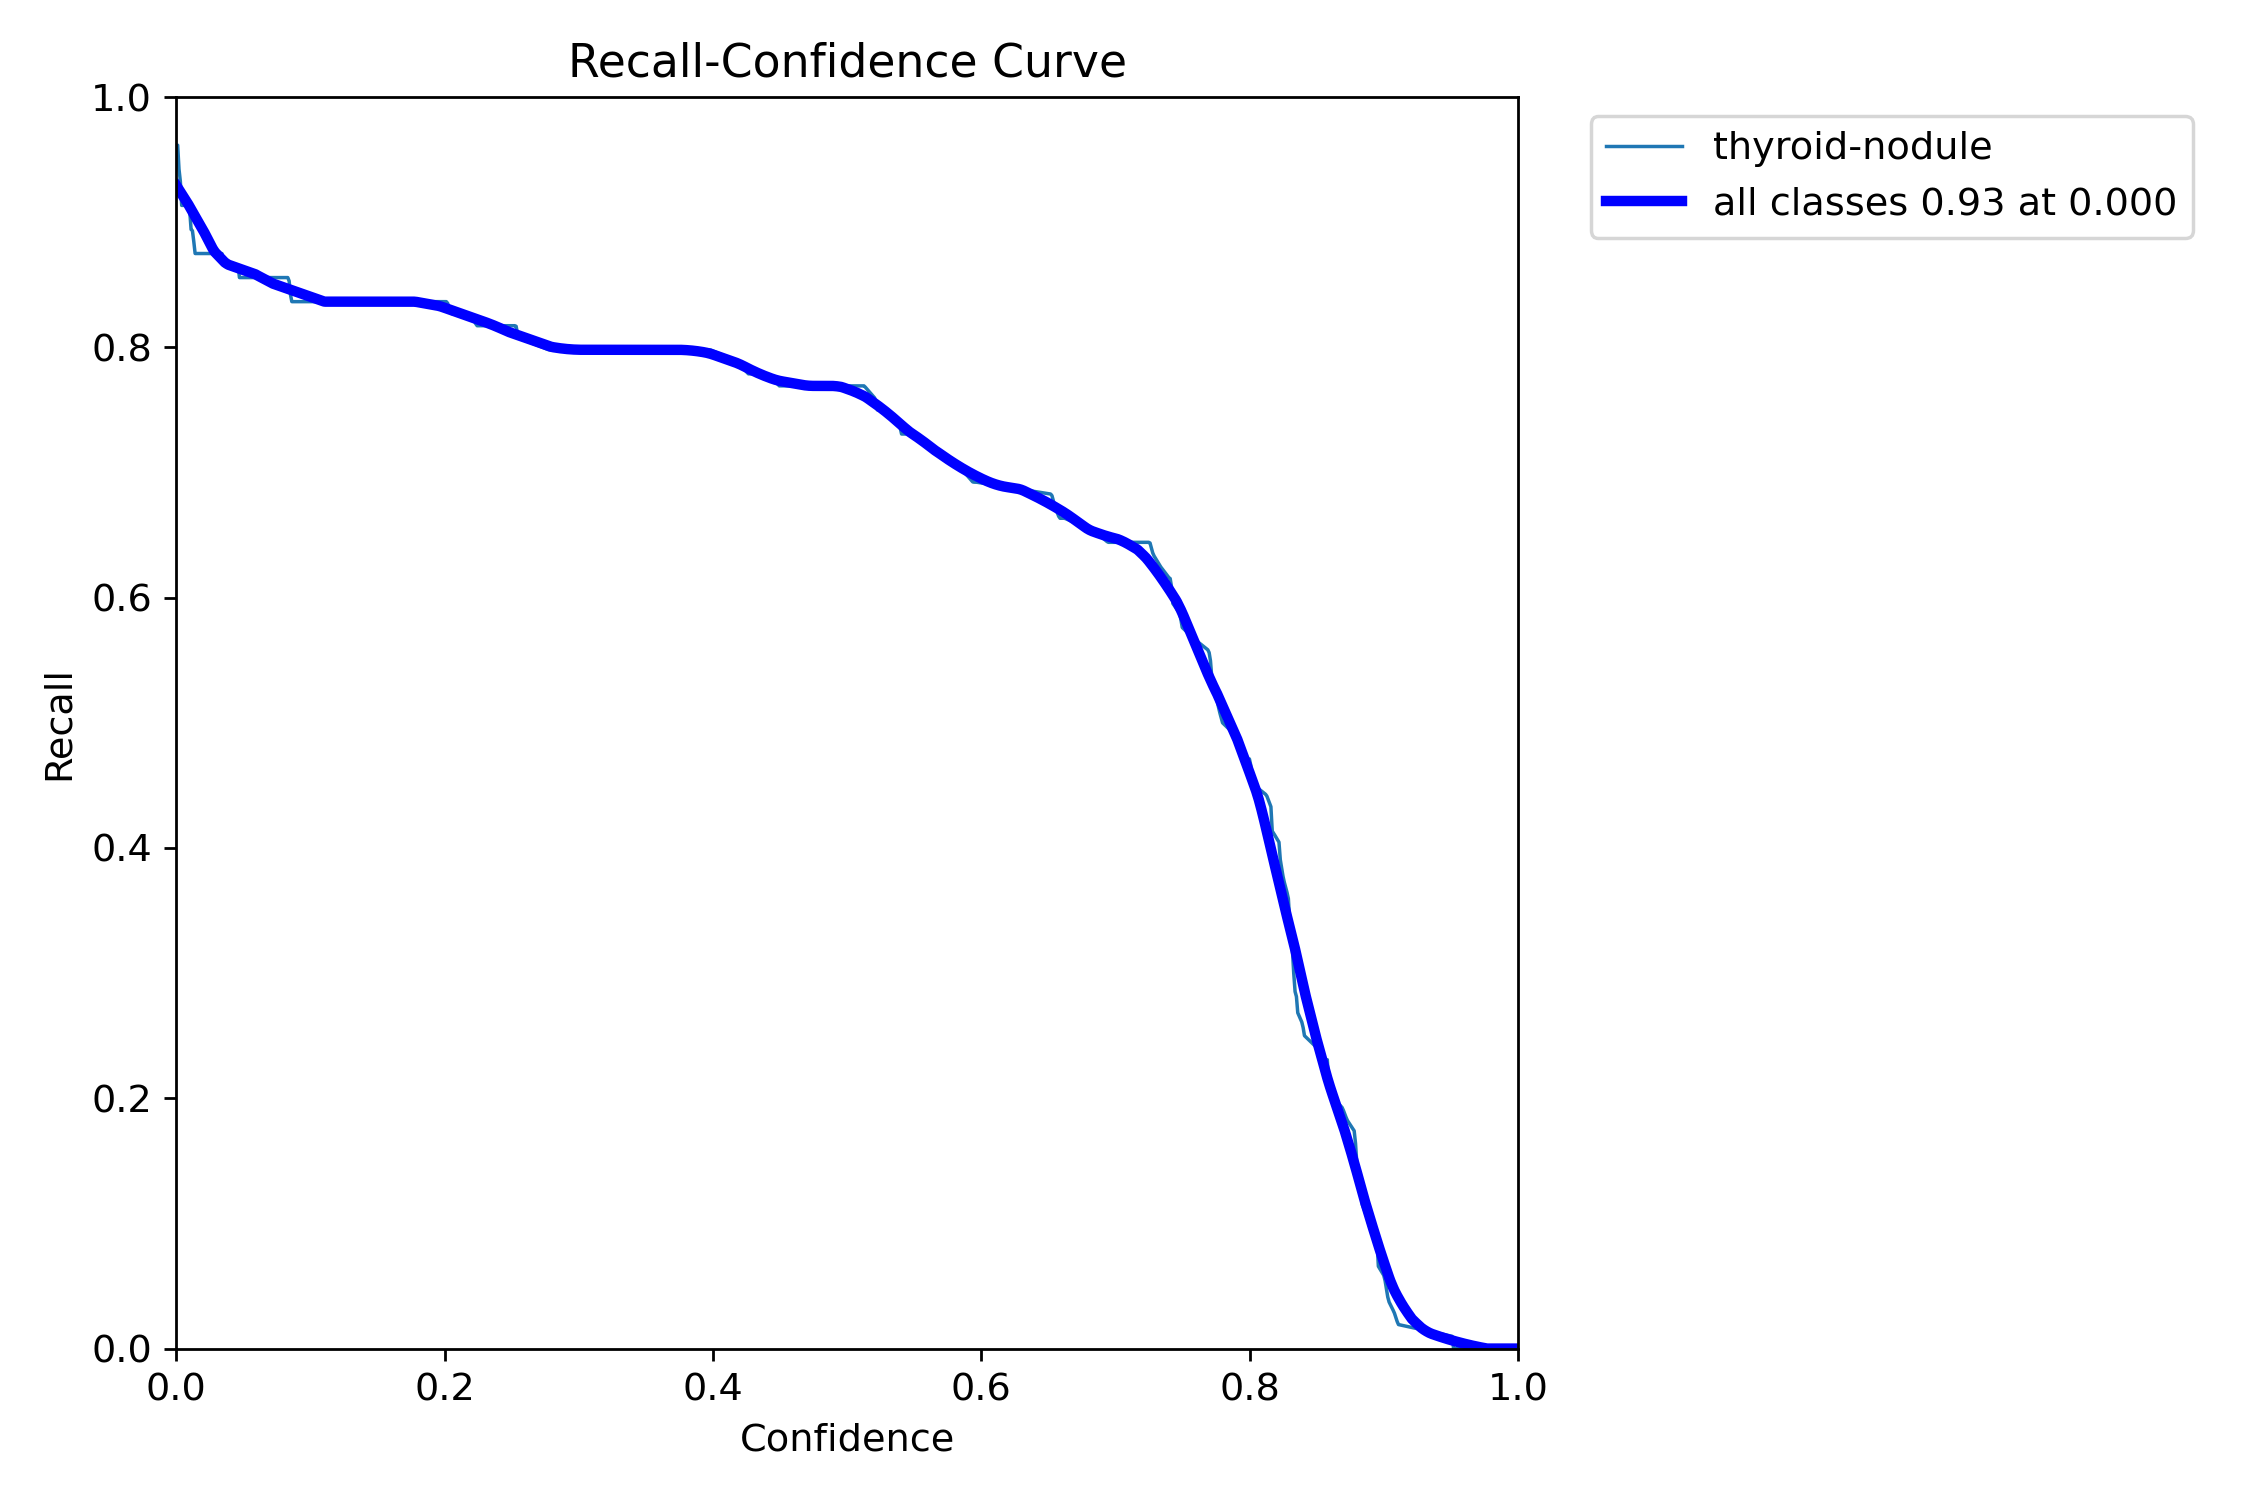 Recall-Confidence Curve
1.0
0.8
0.6
0.4
0.2
0.0
Recall
0.0 0.2 0.4 0.6 0.8 1.0
Confidence
thyroid-nodule
all classes 0.93 at 0.000